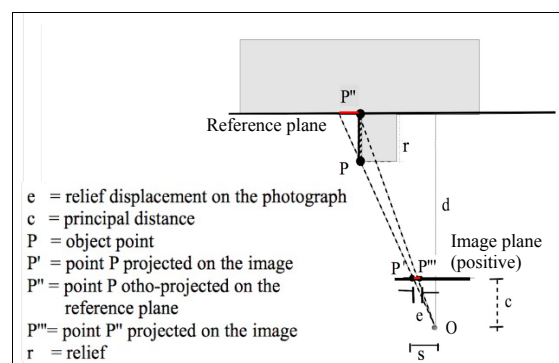 P"
Reference plane
r
P
d
Image plane
(positive)
P' P'''
c
e
O
s
e = relief displacement on the photograph
c = principal distance
P = object point
P' = point P projected on the image
P" = point P otho-projected on the
reference plane
P'''= point P" projected on the image
r = relief